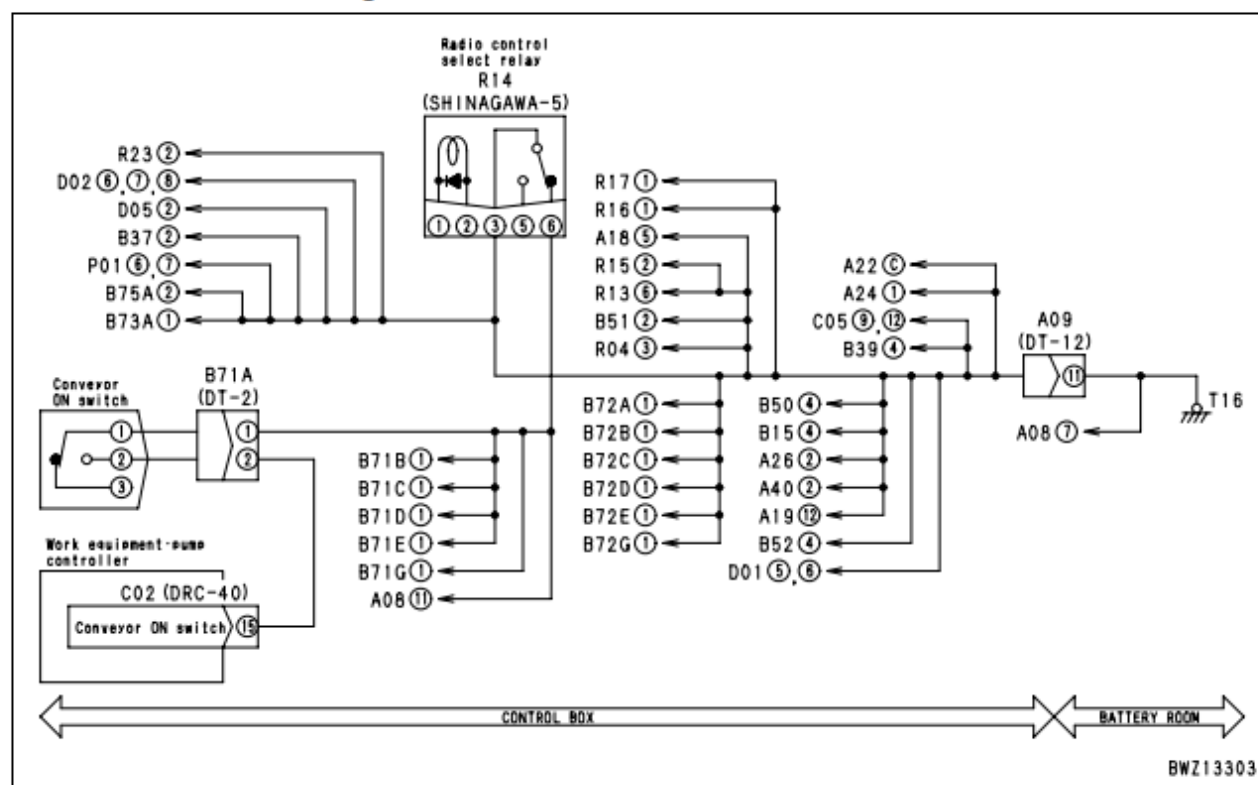 Radio control
select relay
R14
(SHINAGAWA-5)
1 2 3 5 6
R23 2
D02 6, 7, 8
D05 2
B37 2
P01 6, 7
B75A 2
B73A 1
R17 1
R16 1
A18 5
R15 2
R13 6
B51 2
R04 3
A22 C
A24 1
C05 9, 12
B39 4
A09
(DT-12)
11
T16
A08 7
Conveyor
ON switch
1
2
3
B71A
(DT-2)
1
2
B71B 1
B71C 1
B71D 1
B71E 1
B71G 1
A08 11
B72A 1
B72B 1
B72C 1
B72D 1
B72E 1
B72G 1
B50 4
B15 4
A26 2
A40 2
A19 12
B52 4
D01 5, 6
Work equipment·pump
controller
C02 (DRC-40)
Conveyor ON switch 15
CONTROL BOX
BATTERY ROOM
BWZ13303